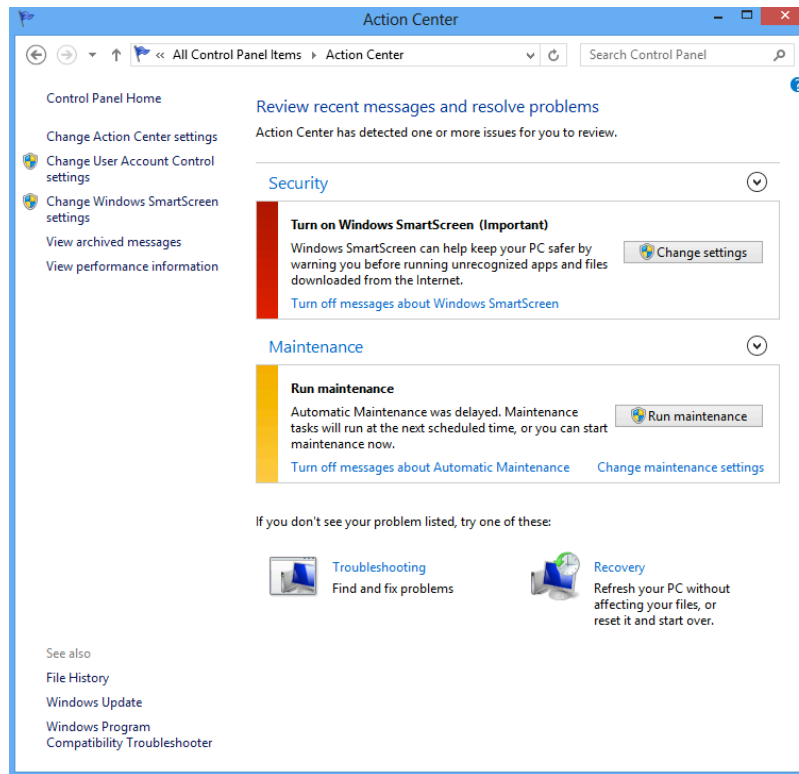 Action Center
« All Control Panel Items ▸ Action Center
Search Control Panel
Control Panel Home
Change Action Center settings
Change User Account Control
settings
Change Windows SmartScreen
settings
View archived messages
View performance information
Review recent messages and resolve problems
Action Center has detected one or more issues for you to review.
Security
Turn on Windows SmartScreen (Important)
Windows SmartScreen can help keep your PC safer by
warning you before running unrecognized apps and files
downloaded from the Internet.
Change settings
Turn off messages about Windows SmartScreen
Maintenance
Run maintenance
Automatic Maintenance was delayed. Maintenance
tasks will run at the next scheduled time, or you can start
maintenance now.
Run maintenance
Turn off messages about Automatic Maintenance
Change maintenance settings
If you don't see your problem listed, try one of these:
Troubleshooting
Find and fix problems
Recovery
Refresh your PC without
affecting your files, or
reset it and start over.
See also
File History
Windows Update
Windows Program
Compatibility Troubleshooter